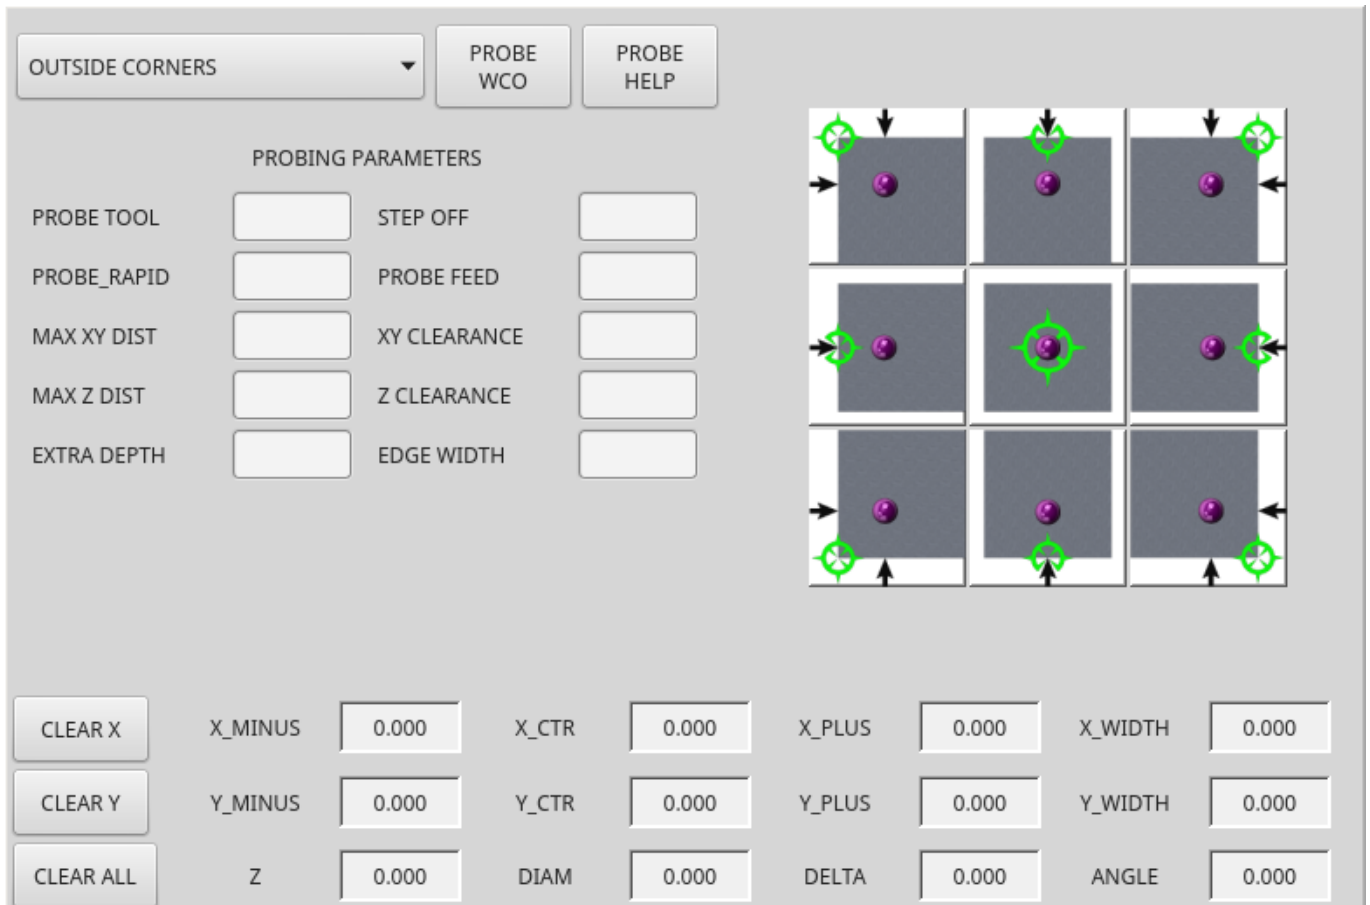 OUTSIDE CORNERS
PROBE
WCO
PROBE
HELP
PROBING PARAMETERS
PROBE TOOL
STEP OFF
PROBE_RAPID
PROBE FEED
MAX XY DIST
XY CLEARANCE
MAX Z DIST
Z CLEARANCE
EXTRA DEPTH
EDGE WIDTH
CLEAR X
X_MINUS
0.000
X_CTR
0.000
X_PLUS
0.000
X_WIDTH
0.000
CLEAR Y
Y_MINUS
0.000
Y_CTR
0.000
Y_PLUS
0.000
Y_WIDTH
0.000
CLEAR ALL
Z
0.000
DIAM
0.000
DELTA
0.000
ANGLE
0.000